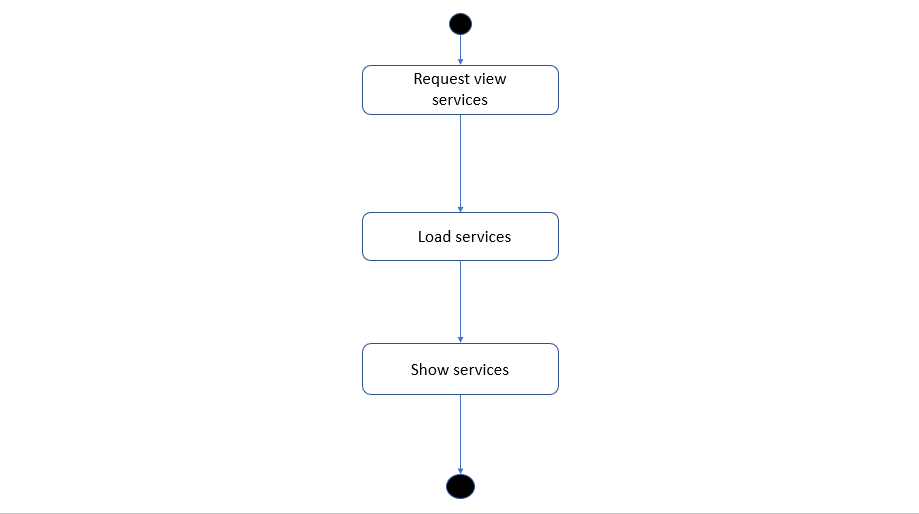 Request view
services
Load services
Show services